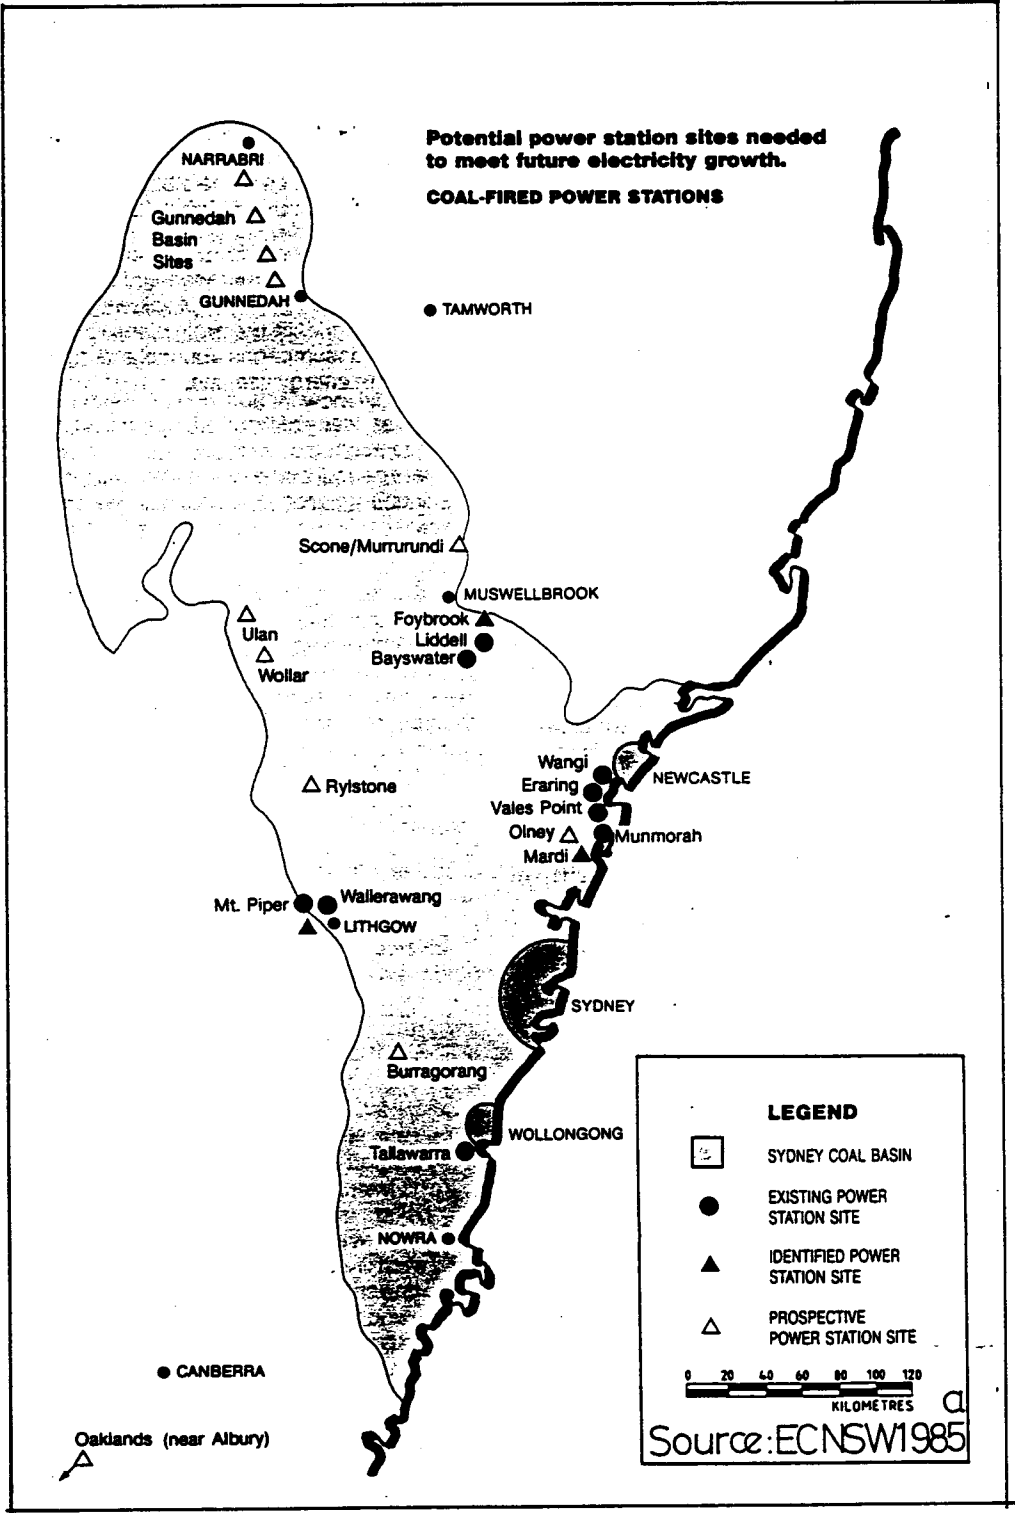 Potential power station sites needed
to meet future electricity growth.
COAL-FIRED POWER STATIONS
NARRABRI
Gunnedah
Basin
Sites
GUNNEDAH
TAMWORTH
Scone/Murrurundi
MUSWELLBROOK
Foybrook
Liddell
Bayswater
Ulan
Wollar
Wangi
NEWCASTLE
Eraring
Rylstone
Vales Point
Olney
Munmorah
Mardi
Mt. Piper
Wallerawang
LITHGOW
SYDNEY
Burragorang
WOLLONGONG
Tallawarra
NOWRA
CANBERRA
Oaklands (near Albury)
LEGEND
SYDNEY COAL BASIN
EXISTING POWER
STATION SITE
IDENTIFIED POWER
STATION SITE
PROSPECTIVE
POWER STATION SITE
0 20 40 60 80 100 120
KILOMETRES
a
Source:ECNSW1985